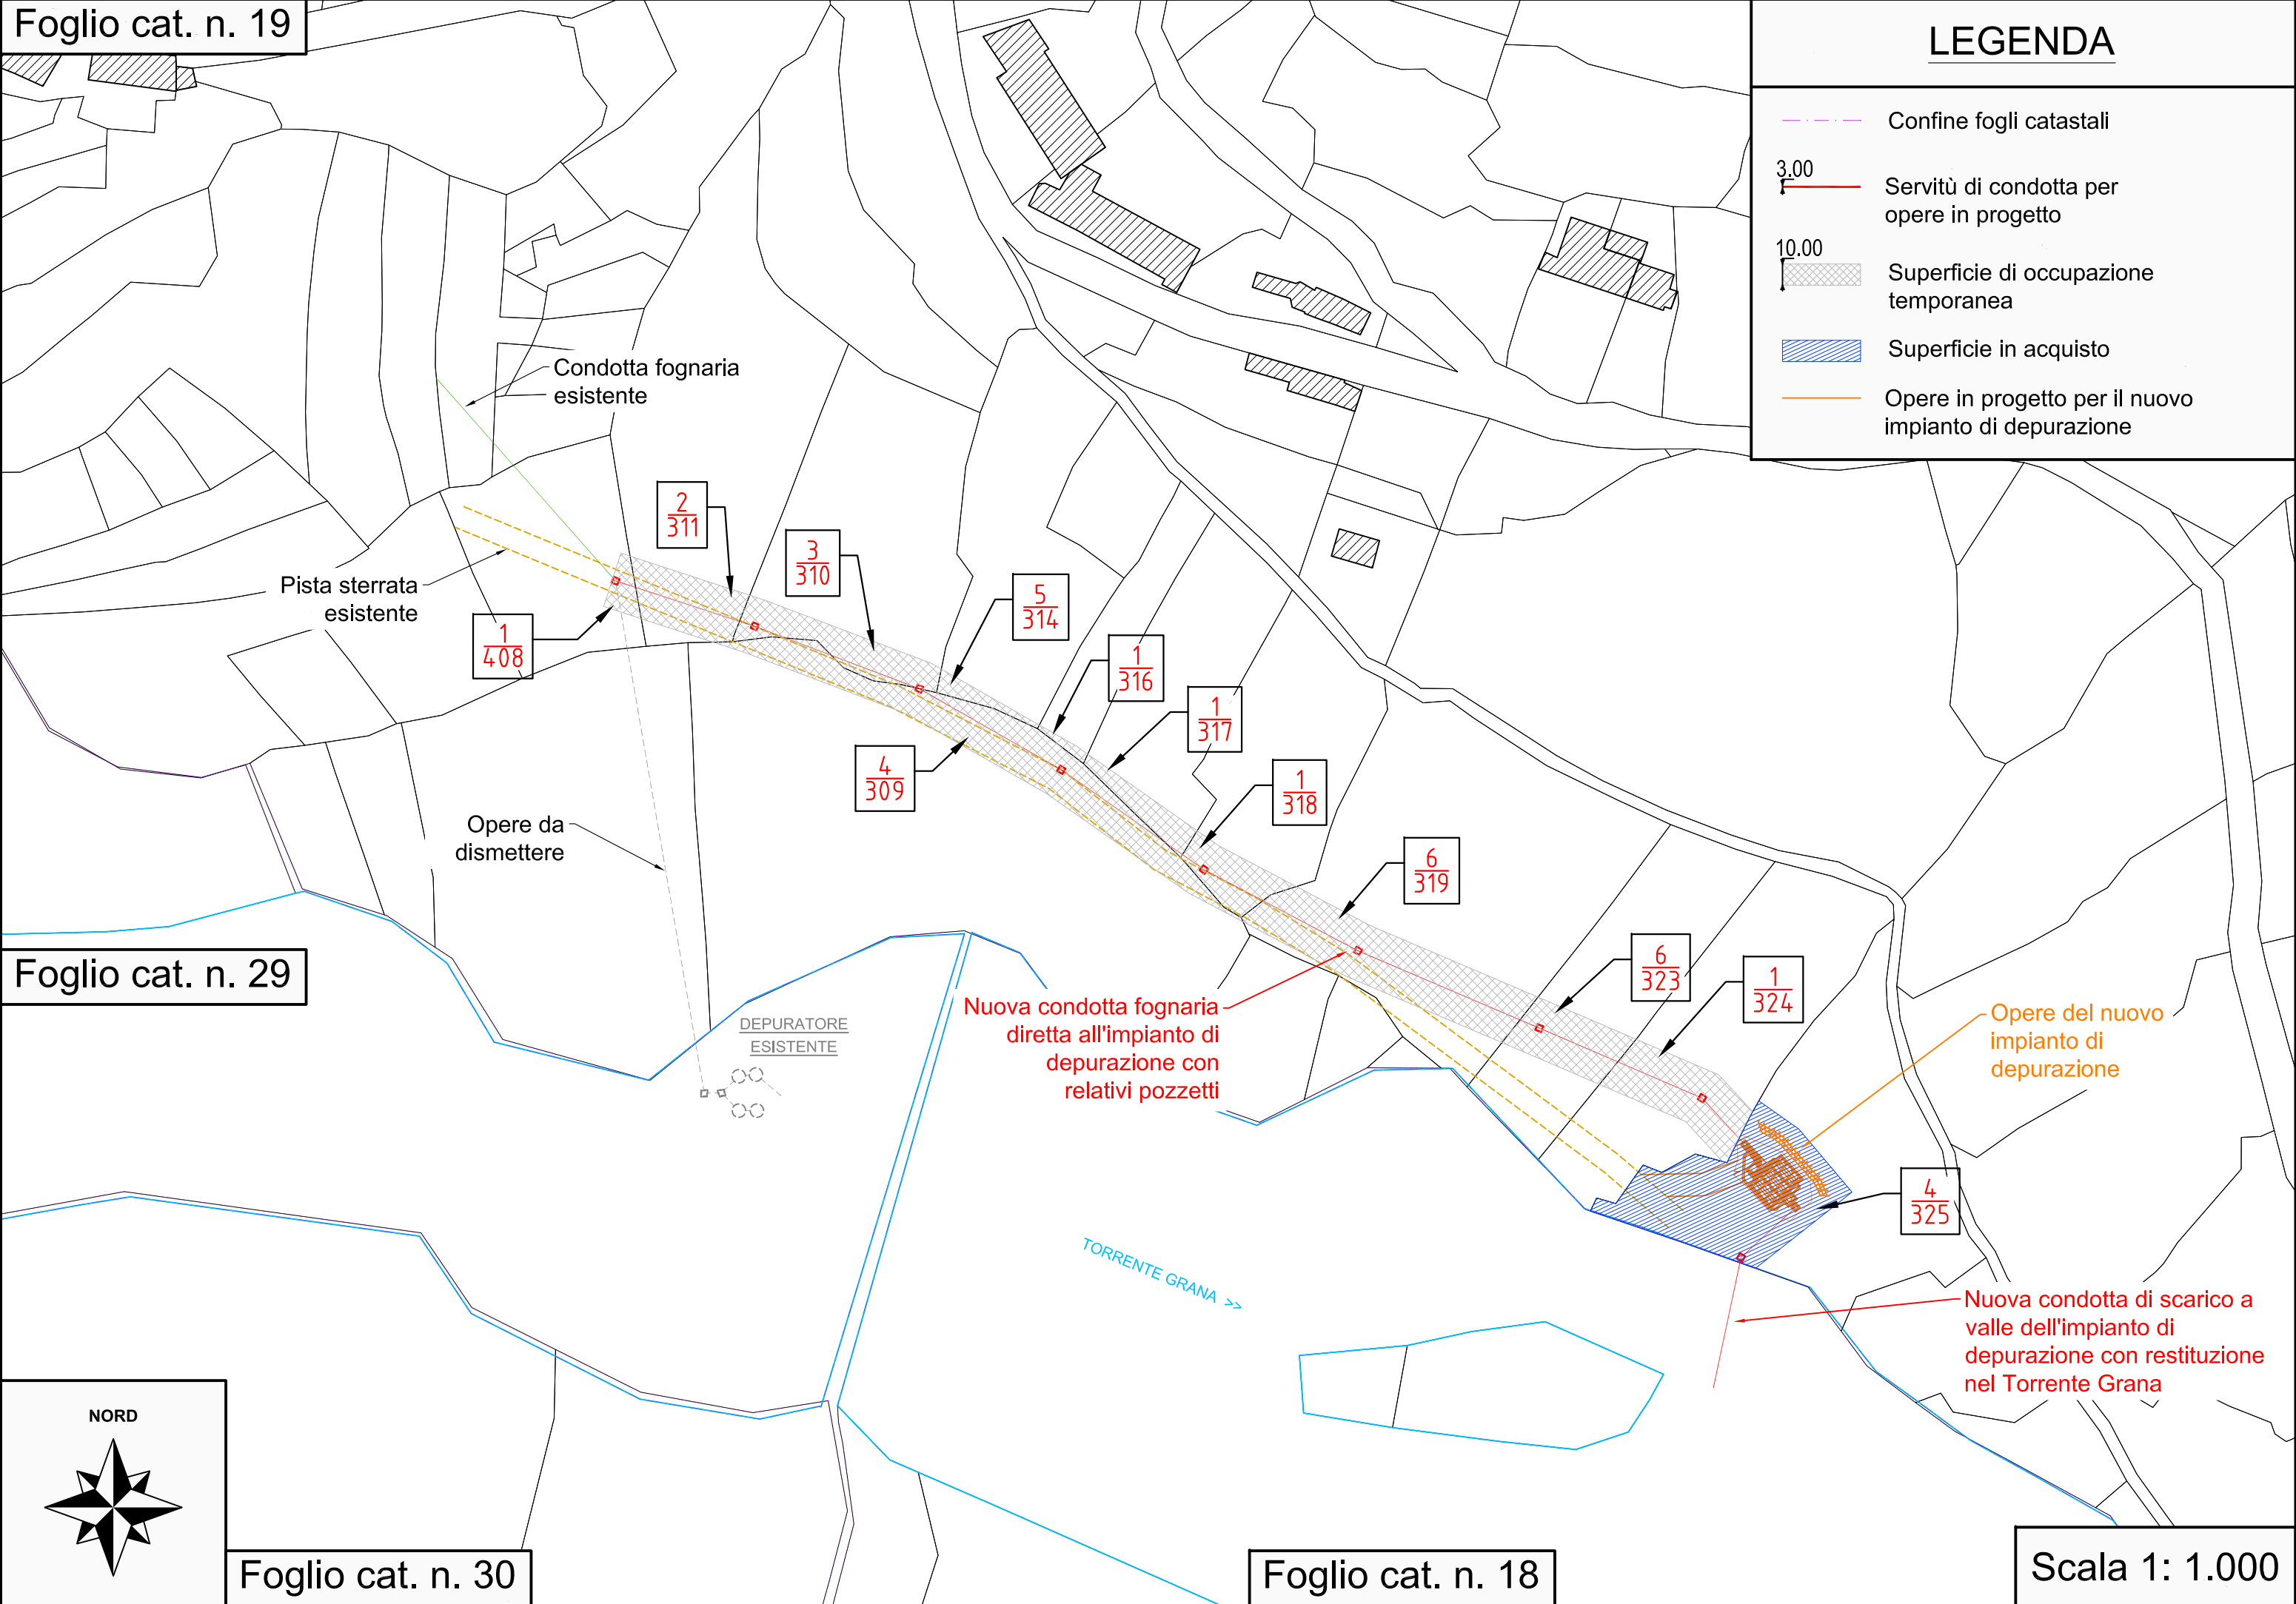 Foglio cat. n. 19
LEGENDA
Confine fogli catastali
3.00
Servitù di condotta per
opere in progetto
10.00
Superficie di occupazione
temporanea
Superficie in acquisto
Opere in progetto per il nuovo
impianto di depurazione
Condotta fognaria
esistente
2
311
3
310
Pista sterrata
esistente
5
314
1
408
1
316
1
317
4
309
1
318
Opere da
dismettere
6
319
Foglio cat. n. 29
6
323
1
324
DEPURATORE
ESISTENTE
Nuova condotta fognaria
diretta all'impianto di
depurazione con
relativi pozzetti
Opere del nuovo
impianto di
depurazione
4
325
TORRENTE GRANA >>
Nuova condotta di scarico a
valle dell'impianto di
depurazione con restituzione
nel Torrente Grana
NORD
Foglio cat. n. 30
Foglio cat. n. 18
Scala 1: 1.000